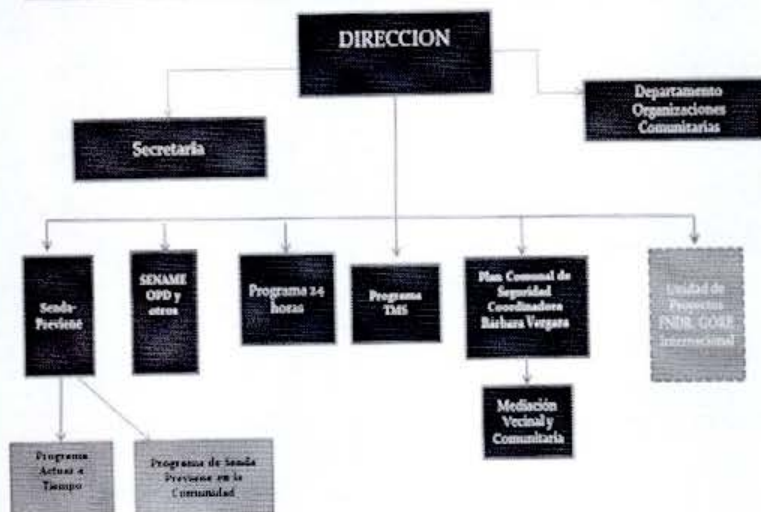 DIRECCION
Departamento
Organizaciones
Comunitarias
Secretaria
Senda-
Previene
SENAME
OPD y
otros
Programa 24
horas
Programa
TMS
Plan Comunal de
Seguridad
Coordinadora
Bárbara Vergara
Unidad de
Proyectos
FNDR, GORE
Internacional
Mediación
Vecinal y
Comunitaria
Programa
Actuar a
Tiempo
Programa de Senda
Previene en la
Comunidad